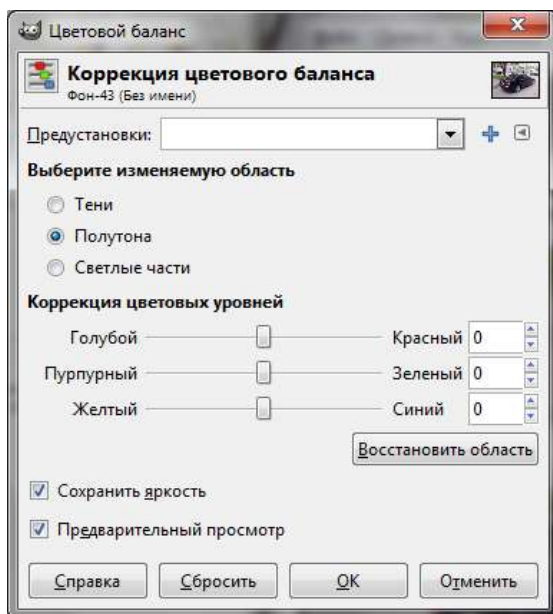 Цветовой баланс
Коррекция цветового баланса
Фон-43 (Без имени)
Предустановки:
Выберите изменяемую область
Тени
Полутона
Светлые части
Коррекция цветовых уровней
Голубой Красный 0
Пурпурный Зеленый 0
Желтый Синий 0
Восстановить область
Сохранить яркость
Предварительный просмотр
Справка Сбросить OK Отменить